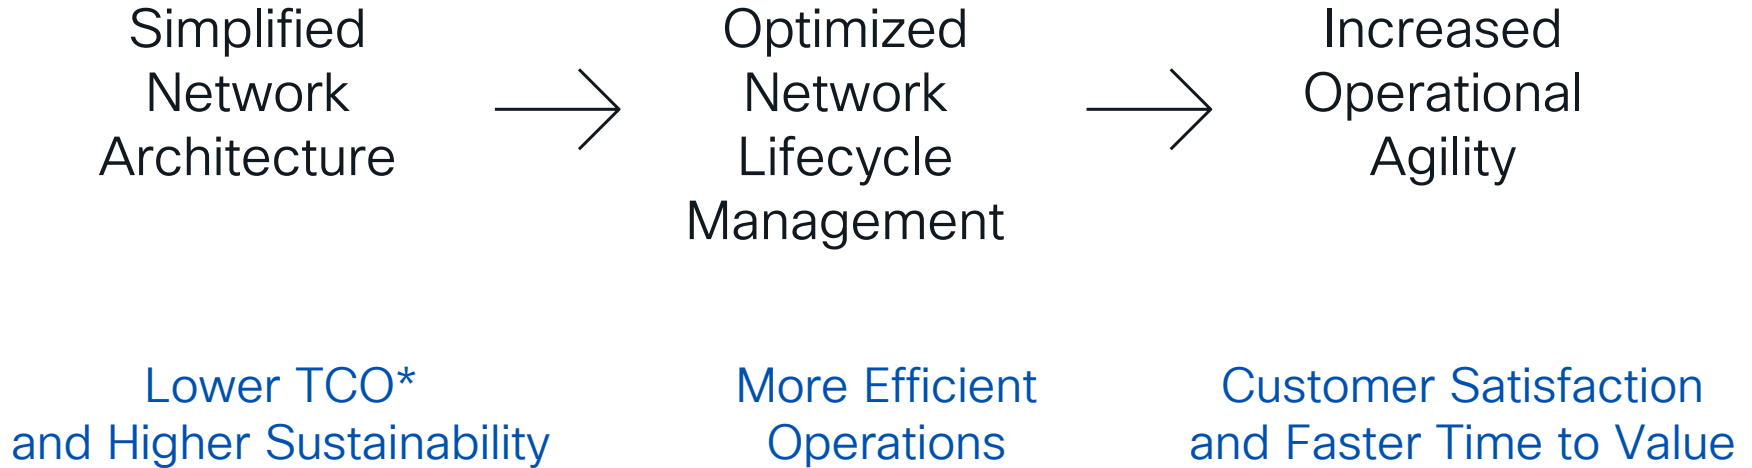 Simplified
Network
Architecture
Optimized
Network
Lifecycle
Management
Increased
Operational
Agility
Lower TCO*
and Higher Sustainability
More Efficient
Operations
Customer Satisfaction
and Faster Time to Value